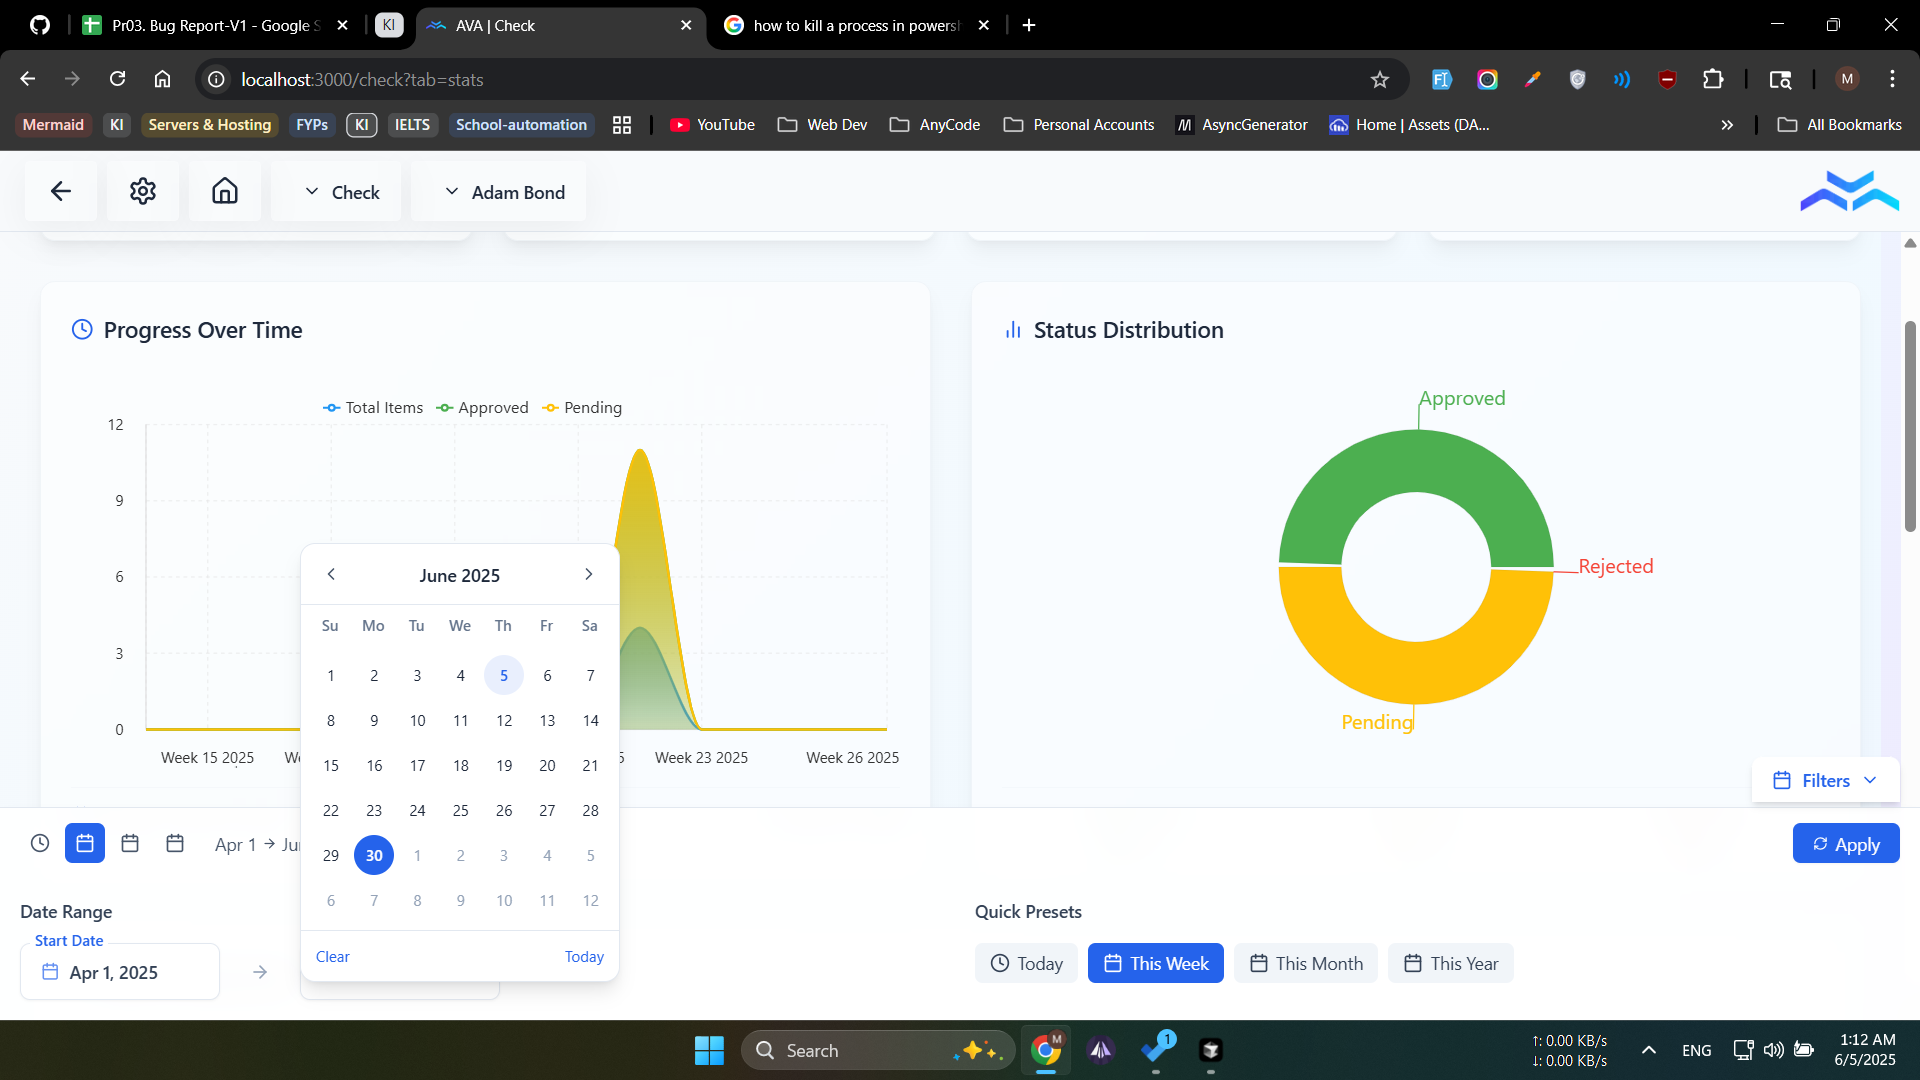 Pr03. Bug Report-V1 - Google S
KI
AVA | Check
how to kill a process in powersh
localhost:3000/check?tab=stats
M
Mermaid
KI
Servers & Hosting
FYPs
KI
IELTS
School-automation
YouTube
Web Dev
AnyCode
Personal Accounts
AsyncGenerator
Home | Assets (DA...
All Bookmarks
Check
Adam Bond
Progress Over Time
Total Items
Approved
Pending
12
9
6
3
0
Week 15 2025
We
5
Week 23 2025
Week 26 2025
June 2025
Su Mo Tu We Th Fr Sa
1 2 3 4 5 6 7
8 9 10 11 12 13 14
15 16 17 18 19 20 21
22 23 24 25 26 27 28
29 30 1 2 3 4 5
6 7 8 9 10 11 12
Clear
Today
Status Distribution
Approved
Rejected
Pending
Filters
Apr 1 → Ju
Apply
Date Range
Start Date
Apr 1, 2025
Quick Presets
Today
This Week
This Month
This Year
Search
M
1
↑: 0.00 KB/s
↓: 0.00 KB/s
ENG
1:12 AM
6/5/2025